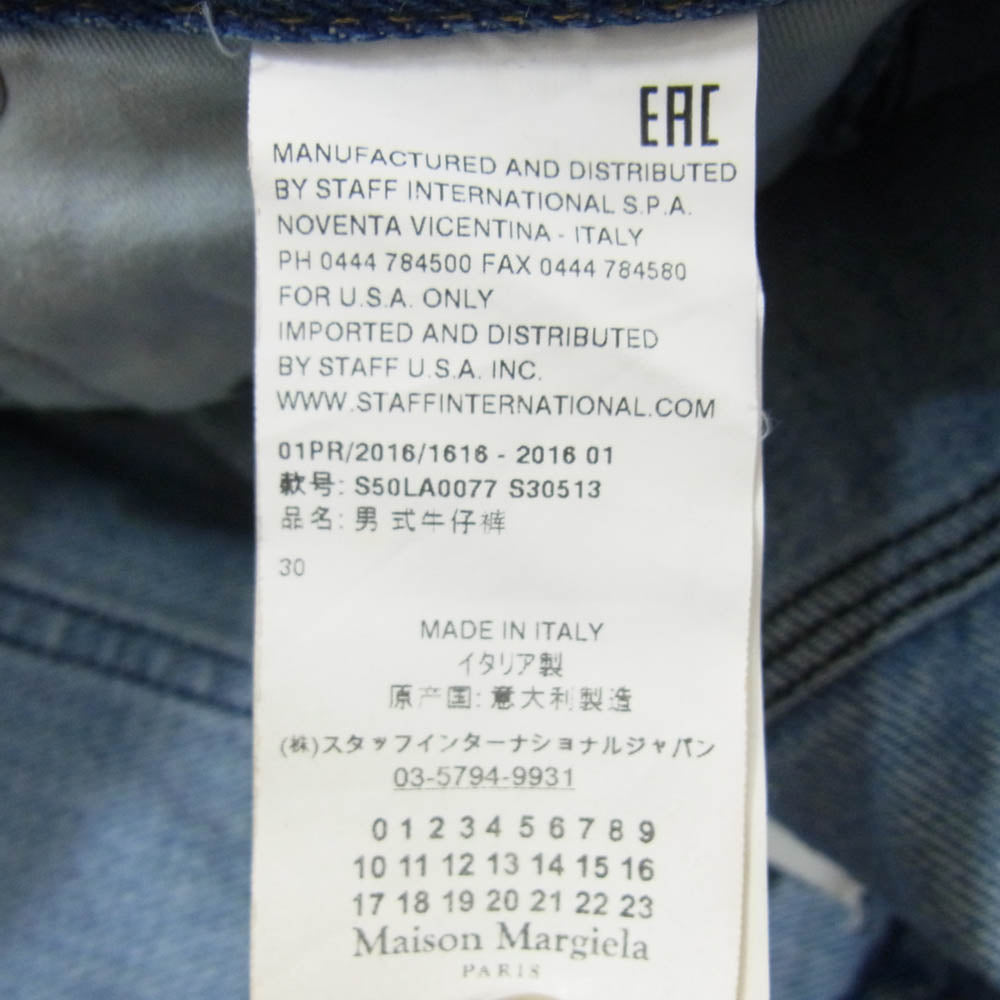 EAC
MANUFACTURED AND DISTRIBUTED
BY STAFF INTERNATIONAL S.P.A.
NOVENTA VICENTINA - ITALY
PH 0444 784500 FAX 0444 784580
FOR U.S.A. ONLY
IMPORTED AND DISTRIBUTED
BY STAFF U.S.A. INC.
WWW.STAFFINTERNATIONAL.COM
01PR/2016/1616 - 2016 01
款号: S50LA0077 S30513
品名: 男式牛仔裤
30
MADE IN ITALY
イタリア製
原产国: 意大利製造
(株)スタッフインターナショナルジャパン
03-5794-9931
0 1 2 3 4 5 6 7 8 9
10 11 12 13 14 15 16
17 18 19 20 21 22 23
Maison Margiela
PARIS